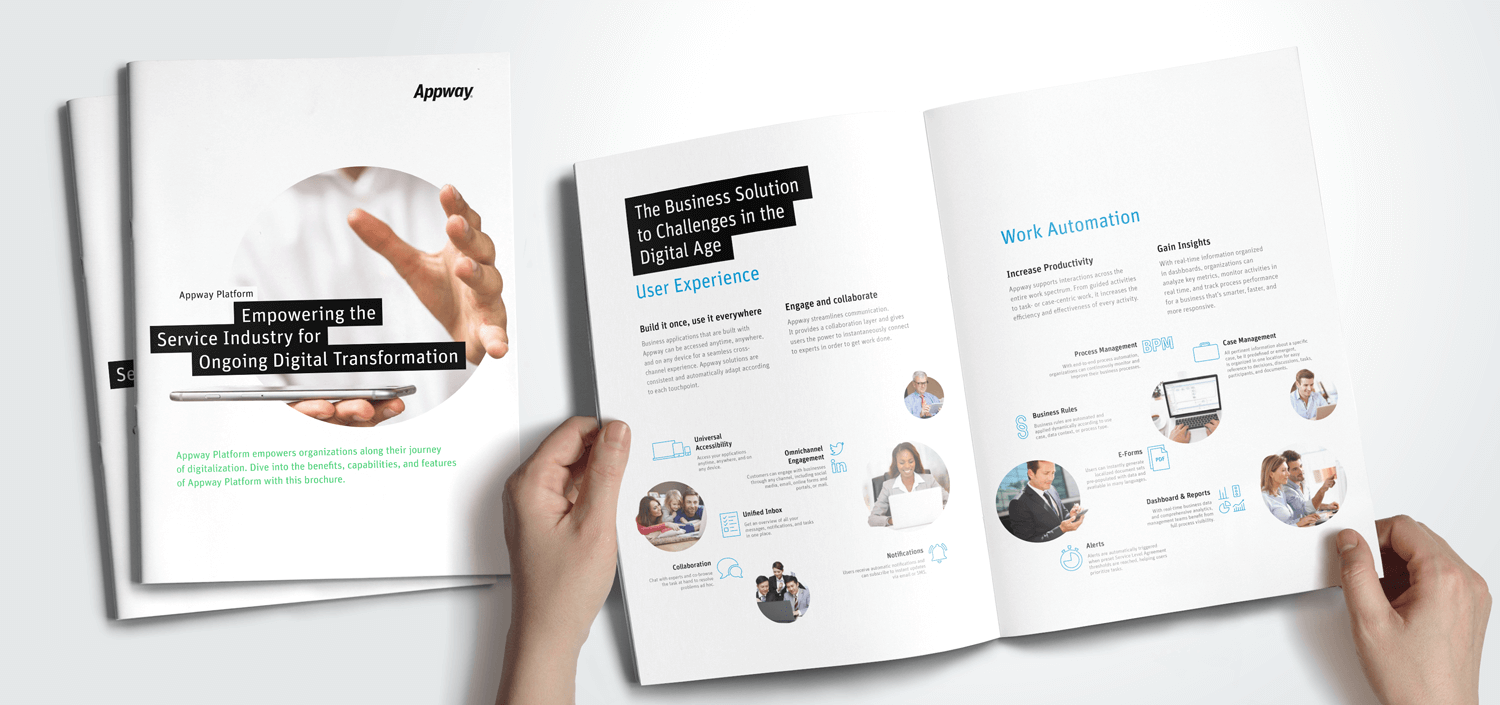 Appway
Appway Platform
Empowering the
Service Industry for
Ongoing Digital Transformation
Appway Platform empowers organizations along their journey
of digitalization. Dive into the benefits, capabilities, and features
of Appway Platform with this brochure.
Se
The Business Solution
to Challenges in the
Digital Age
User Experience
Build it once, use it everywhere
Business applications that are built with
Appway can be accessed anytime, anywhere,
and on any device for a seamless cross-
channel experience. Appway solutions are
consistent and automatically adapt according
to each touchpoint.
Engage and collaborate
Appway streamlines communication.
It provides a collaboration layer and gives
users the power to instantaneously connect
to experts in order to get work done.
Universal
Accessibility
Access your applications
anytime, anywhere, and on
any device.
Omnichannel
Engagement
Customers can engage with businesses
through any channel, including social
media, email, online forms and
portals, or mail.
Unified Inbox
Get an overview of all your
messages, notifications, and tasks
in one place.
Collaboration
Chat with experts and co-browse
the task at hand to resolve
problems ad hoc.
Notifications
Users receive automatic notifications and
can subscribe to instant updates
via email or SMS.
Work Automation
Increase Productivity
Appway supports interactions across the
entire work spectrum. From guided activities
to task- or case-centric work, it increases the
efficiency and effectiveness of every activity.
Gain Insights
With real-time information organized
in dashboards, organizations can
analyze key metrics, monitor activities in
real time, and track process performance
for a business that's smarter, faster, and
more responsive.
Process Management
BPM
With end-to-end process automation,
organizations can continuously monitor and
improve their business processes.
Case Management
All pertinent information about a specific
case, be it predefined or emergent,
is organized in one location for easy
reference to decisions, discussions, tasks,
participants, and documents.
§
Business Rules
Business rules are automated and
applied dynamically according to use
case, data context, or process type.
E-Forms
PDF
Users can instantly generate
localized document sets
pre-populated with data and
available in many languages.
Dashboard & Reports
With real-time business data
and comprehensive analytics,
management teams benefit from
full process visibility.
Alerts
Alerts are automatically triggered
when preset Service Level Agreement
thresholds are reached, helping users
prioritize tasks.